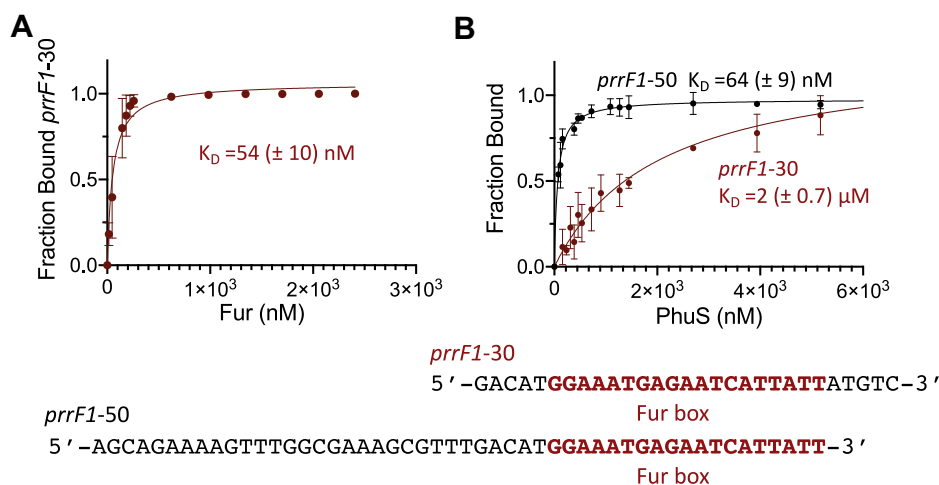 A
Fraction Bound prrF1-30
1.0
0.5
0.0
K_D =54 (± 10) nM
0 1×10³ 2×10³ 3×10³
Fur (nM)
B
Fraction Bound
1.0
0.5
0.0
prrF1-50 K_D =64 (± 9) nM
prrF1-30
K_D =2 (± 0.7) µM
0 2×10³ 4×10³ 6×10³
PhuS (nM)
prrF1-30
5'-GACATGGAAATGAGAATCATTATTATGTC-3'
Fur box
prrF1-50
5'-AGCAGAAAAGTTTGGCGAAAGCGTTTGACATGGAAATGAGAATCATTATT-3'
Fur box